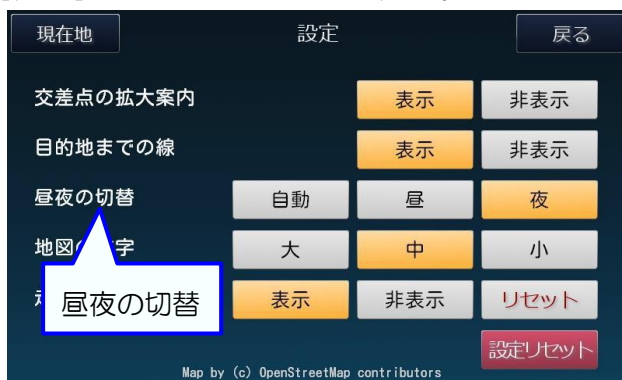 現在地 設定 戻る
交差点の拡大案内 表示 非表示
目的地までの線 表示 非表示
昼夜の切替 自動 昼 夜
地図の 字 大 中 小
昼夜の切替 表示 非表示 リセット
設定リセット
Map by (c) OpenStreetMap contributors